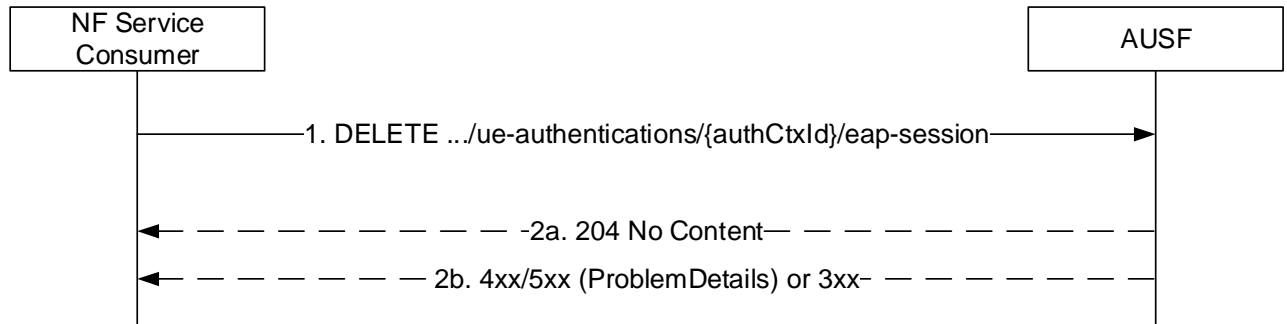 NF Service
Consumer
AUSF
1. DELETE .../ue-authentications/{authCtxId}/eap-session
2a. 204 No Content
2b. 4xx/5xx (ProblemDetails) or 3xx